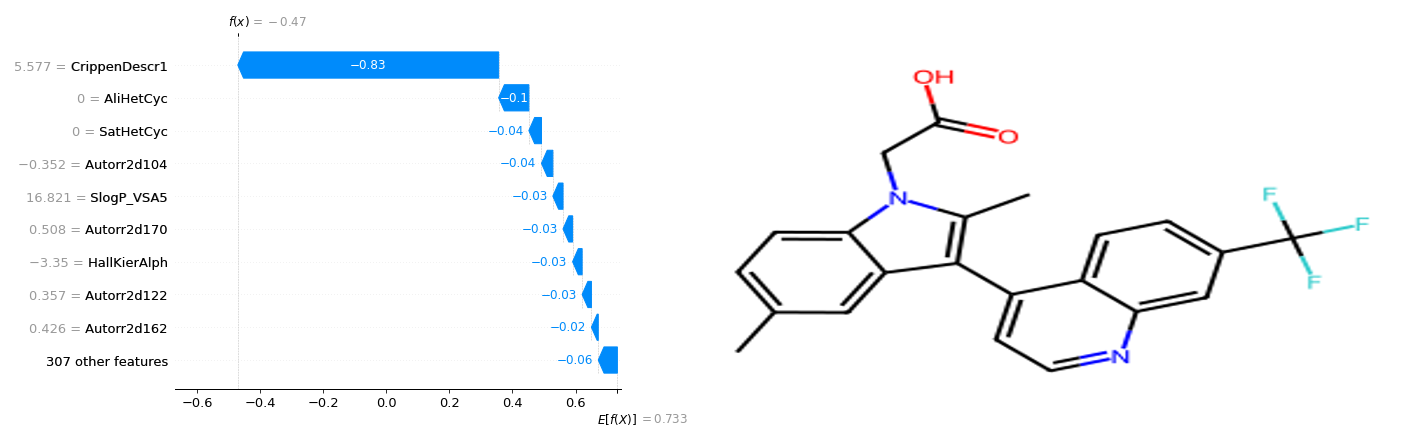 f(x) = −0.47
5.577 = CrippenDescr1
−0.83
0 = AliHetCyc
−0.1
0 = SatHetCyc
−0.04
−0.352 = Autorr2d104
−0.04
16.821 = SlogP_VSA5
−0.03
0.508 = Autorr2d170
−0.03
−3.35 = HallKierAlph
−0.03
0.357 = Autorr2d122
−0.03
0.426 = Autorr2d162
−0.02
307 other features
−0.06
−0.6 −0.4 −0.2 0.0 0.2 0.4 0.6
E[f(X)] = 0.733
OH
O
N
F
F
F
N